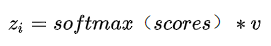 z_i = softmax（scores）* v